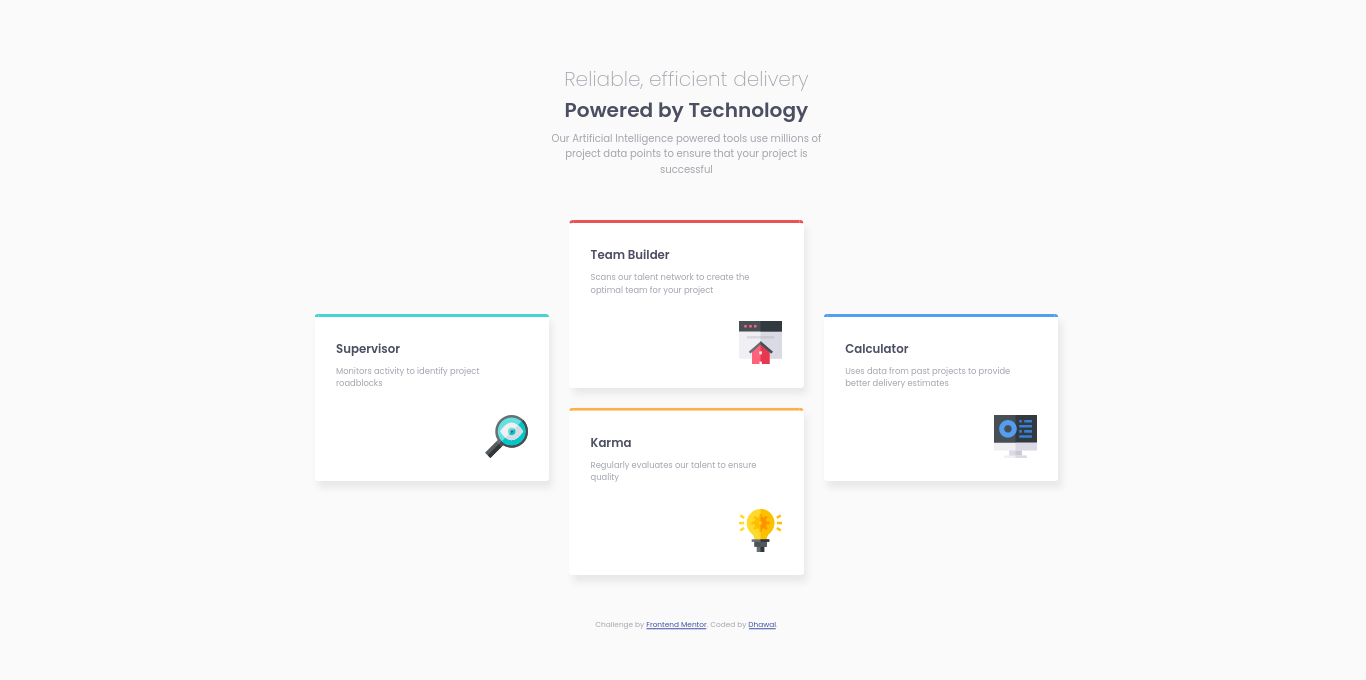 Reliable, efficient delivery
Powered by Technology
Our Artificial Intelligence powered tools use millions of
project data points to ensure that your project is
successful
Supervisor
Monitors activity to identify project
roadblocks
Team Builder
Scans our talent network to create the
optimal team for your project
Karma
Regularly evaluates our talent to ensure
quality
Calculator
Uses data from past projects to provide
better delivery estimates
Challenge by Frontend Mentor. Coded by Dhawal.